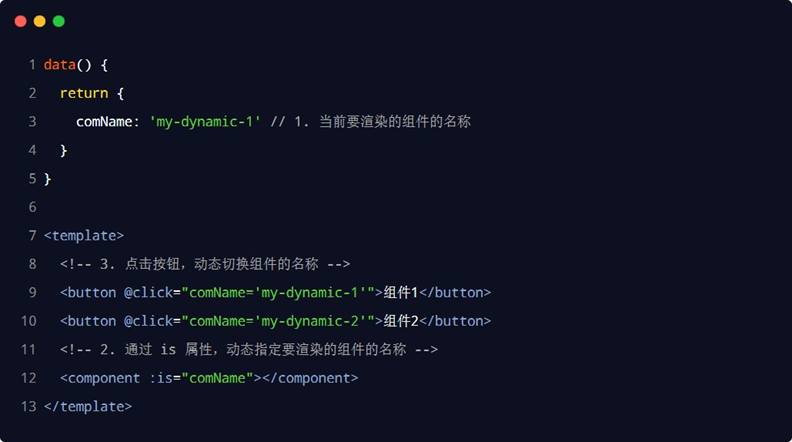 1 data() {
2 return {
3 comName: 'my-dynamic-1' // 1. 当前要渲染的组件的名称
4 }
5 }
6
7 <template>
8 <!-- 3. 点击按钮，动态切换组件的名称 -->
9 <button @click="comName='my-dynamic-1'">组件1</button>
10 <button @click="comName='my-dynamic-2'">组件2</button>
11 <!-- 2. 通过 is 属性，动态指定要渲染的组件的名称 -->
12 <component :is="comName"></component>
13 </template>